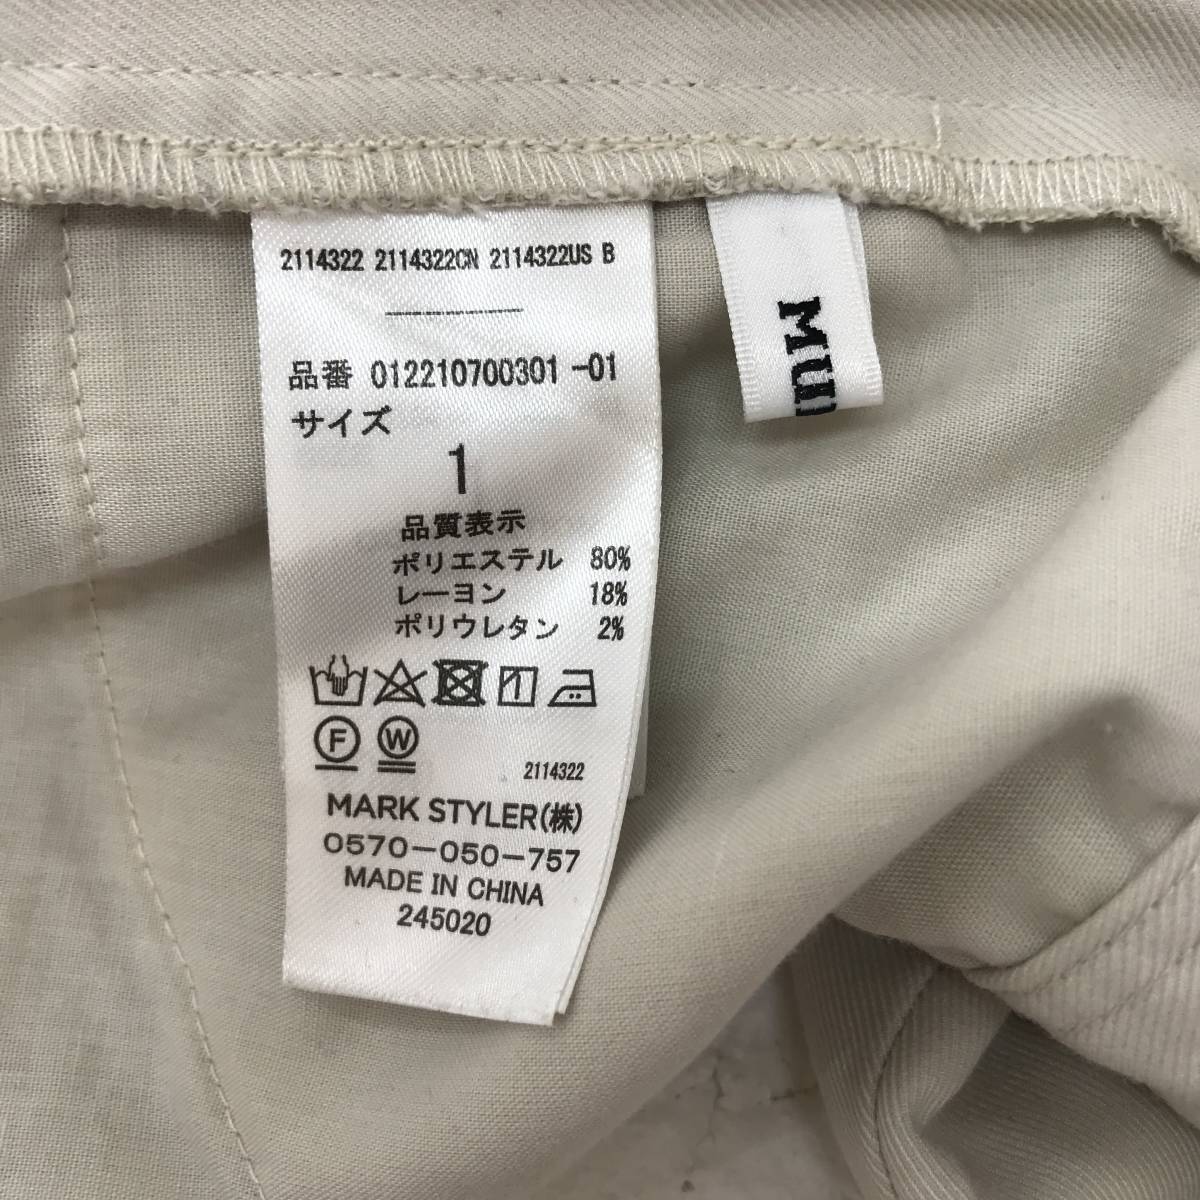 2114322 2114322CN 2114322US B
品番 012210700301 -01
サイズ
1
品質表示
ポリエステル 80%
レーヨン 18%
ポリウレタン 2%
F W
2114322
MARK STYLER(株)
0570-050-757
MADE IN CHINA
245020